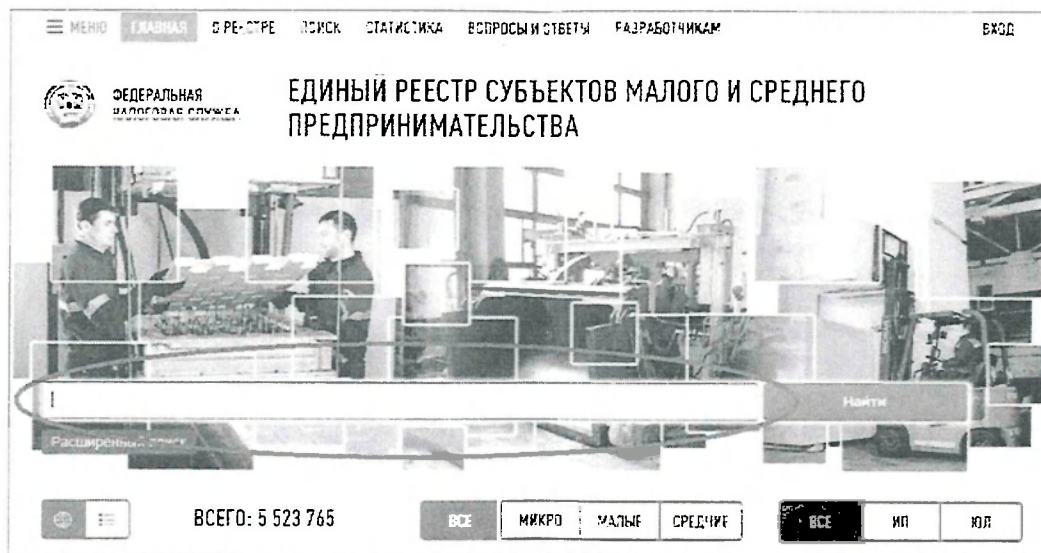 МЕНЮ ГЛАВНАЯ О РЕЕСТРЕ ПОИСК СТАТИСТИКА ВОПРОСЫ И ОТВЕТЫ РАЗРАБОТЧИКАМ ВХОД
ФЕДЕРАЛЬНАЯ
НАЛОГОВАЯ СЛУЖБА
ЕДИНЫЙ РЕЕСТР СУБЪЕКТОВ МАЛОГО И СРЕДНЕГО
ПРЕДПРИНИМАТЕЛЬСТВА
Найти
Расширенный поиск
ВСЕГО: 5 523 765 ВСЕ МИКРО МАЛЫЕ СРЕДНИЕ ВСЕ ИП ЮЛ